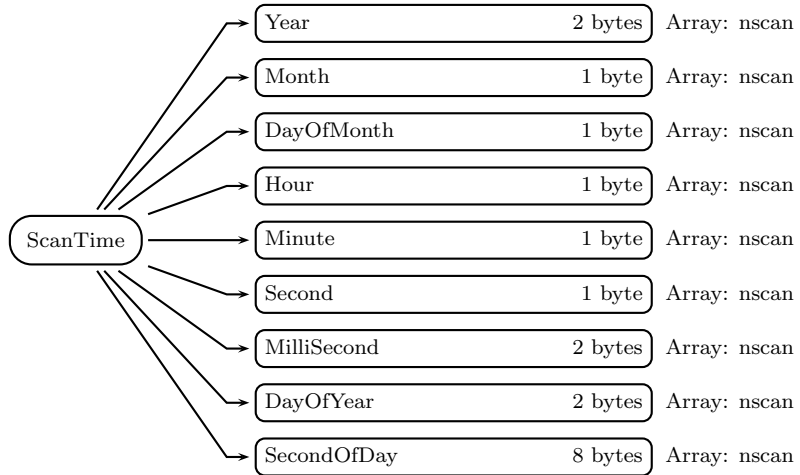 Year 2 bytes Array: nscan
Month 1 byte Array: nscan
DayOfMonth 1 byte Array: nscan
Hour 1 byte Array: nscan
ScanTime
Minute 1 byte Array: nscan
Second 1 byte Array: nscan
MilliSecond 2 bytes Array: nscan
DayOfYear 2 bytes Array: nscan
SecondOfDay 8 bytes Array: nscan